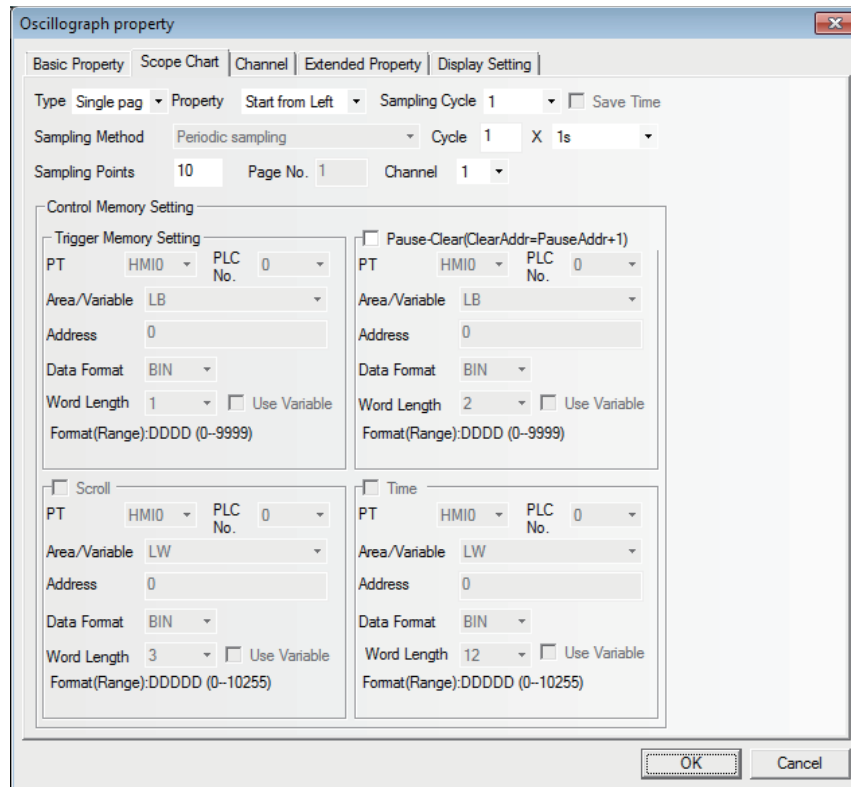 Oscillograph property
Basic Property Scope Chart Channel Extended Property Display Setting
Type Single pag Property Start from Left Sampling Cycle 1 Save Time
Sampling Method Periodic sampling Cycle 1 X 1s
Sampling Points 10 Page No. 1 Channel 1
Control Memory Setting
Trigger Memory Setting
PT HMI0 PLC No. 0
Area/Variable LB
Address 0
Data Format BIN
Word Length 1 Use Variable
Format(Range):DDDD (0--9999)
Pause-Clear(ClearAddr=PauseAddr+1)
PT HMI0 PLC No. 0
Area/Variable LB
Address 0
Data Format BIN
Word Length 2 Use Variable
Format(Range):DDDD (0--9999)
Scroll
PT HMI0 PLC No. 0
Area/Variable LW
Address 0
Data Format BIN
Word Length 3 Use Variable
Format(Range):DDDDD (0--10255)
Time
PT HMI0 PLC No. 0
Area/Variable LW
Address 0
Data Format BIN
Word Length 12 Use Variable
Format(Range):DDDDD (0--10255)
OK Cancel